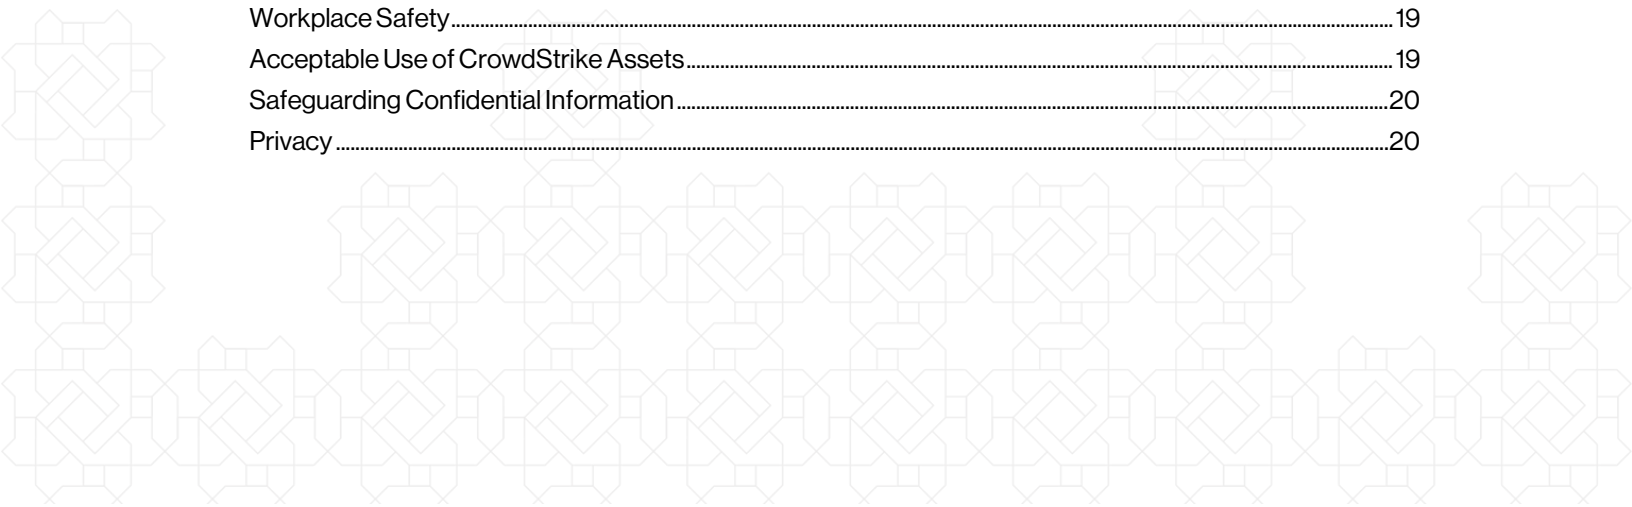 Workplace Safety 19
Acceptable Use of CrowdStrike Assets 19
Safeguarding Confidential Information 20
Privacy 20